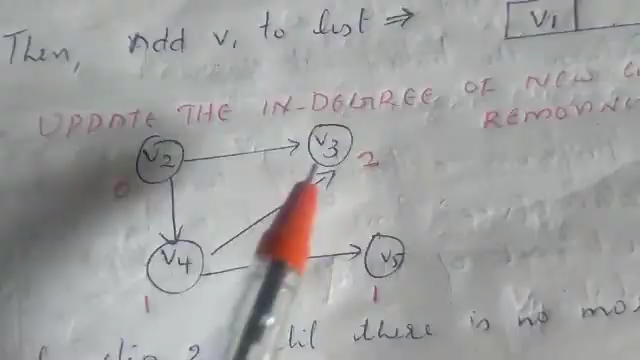 Then, Add v1 to list ⇒ V1
UPDATE THE IN-DEGREE OF NEW
REMOVIN
V2 V3
0 2
V4 V5
1 1
til there is no mo